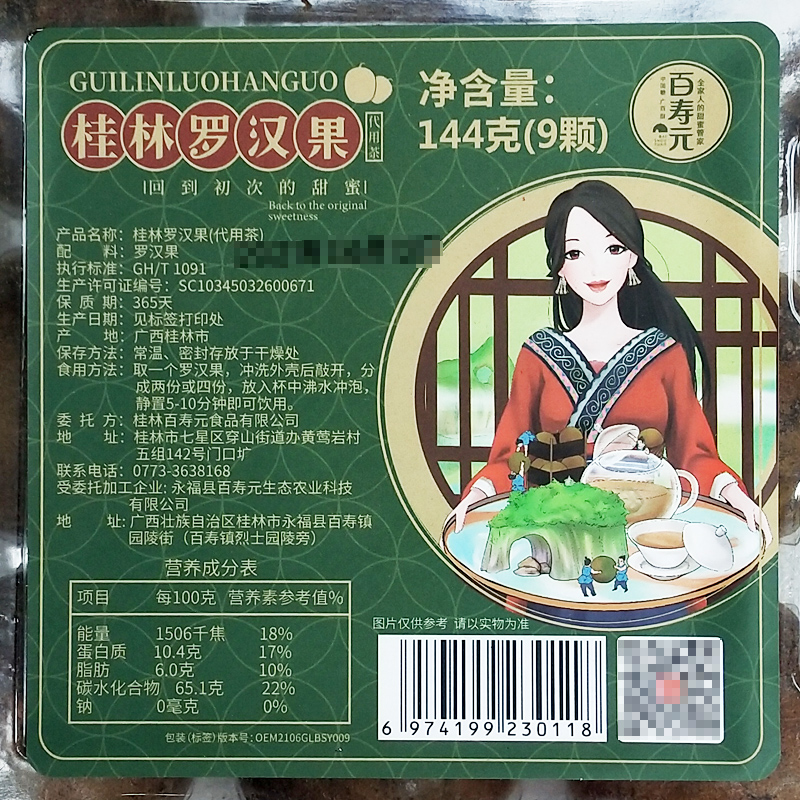 GUILINLUOHANGUO
桂林罗汉果
代用茶
回到初次的甜蜜
Back to the original
sweetness
净含量：
144克(9颗)
百寿元
全家人的甜蜜管家
产品名称：桂林罗汉果(代用茶)
配 料：罗汉果
执行标准：GH/T 1091
生产许可证编号：SC10345032600671
保 质 期：365天
生产日期：见标签打印处
产 地：广西桂林市
保存方法：常温、密封存放于干燥处
食用方法：取一个罗汉果，冲洗外壳后敲开，分
成两份或四份，放入杯中沸水冲泡，
静置5-10分钟即可饮用。
委 托 方：桂林百寿元食品有限公司
地 址：桂林市七星区穿山街道办黄莺岩村
五组142号门口圹
联系电话：0773-3638168
受委托加工企业：永福县百寿元生态农业科技
有限公司
地 址：广西壮族自治区桂林市永福县百寿镇
园陵街（百寿镇烈士园陵旁）
营养成分表
项目 每100克 营养素参考值%
能量 1506千焦 18%
蛋白质 10.4克 17%
脂肪 6.0克 10%
碳水化合物 65.1克 22%
钠 0毫克 0%
包装(标签)版本号：OEM2106GLBSY009
图片仅供参考 请以实物为准
6 974199 230118